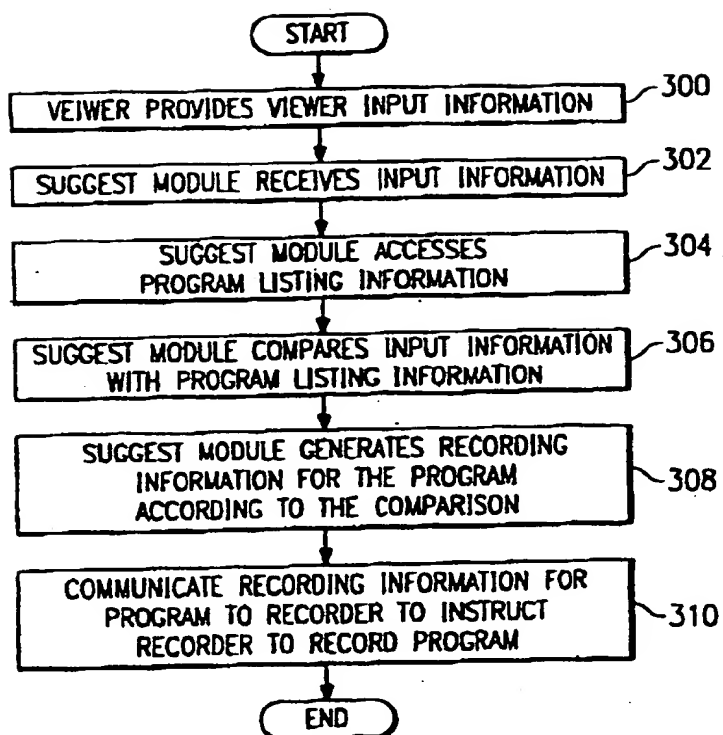 START
VEIWER PROVIDES VIEWER INPUT INFORMATION
300
SUGGEST MODULE RECEIVES INPUT INFORMATION
302
SUGGEST MODULE ACCESSES
PROGRAM LISTING INFORMATION
304
SUGGEST MODULE COMPARES INPUT INFORMATION
WITH PROGRAM LISTING INFORMATION
306
SUGGEST MODULE GENERATES RECORDING
INFORMATION FOR THE PROGRAM
ACCORDING TO THE COMPARISON
308
COMMUNICATE RECORDING INFORMATION FOR
PROGRAM TO RECORDER TO INSTRUCT
RECORDER TO RECORD PROGRAM
310
END